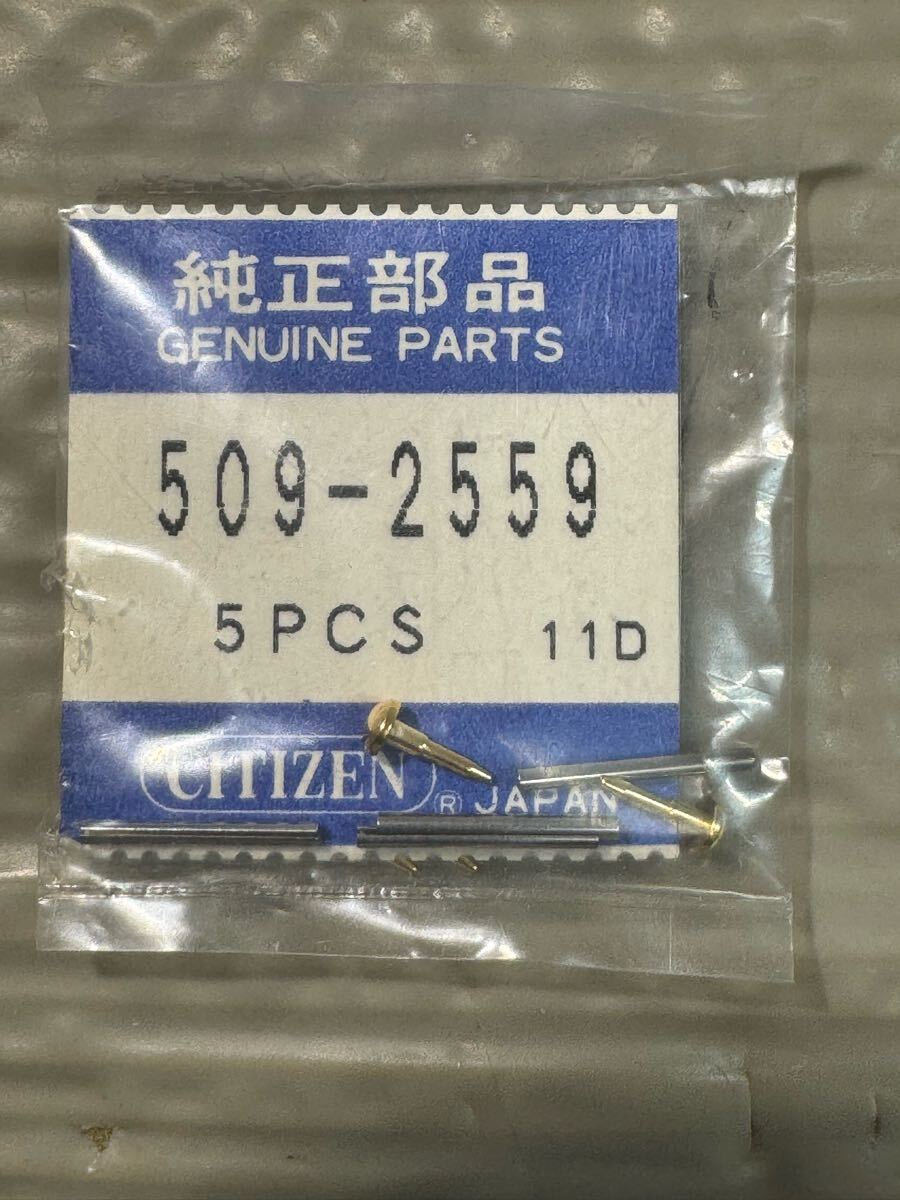 純正部品
GENUINE PARTS
509-2559
5PCS 11D
CITIZEN ® JAPAN